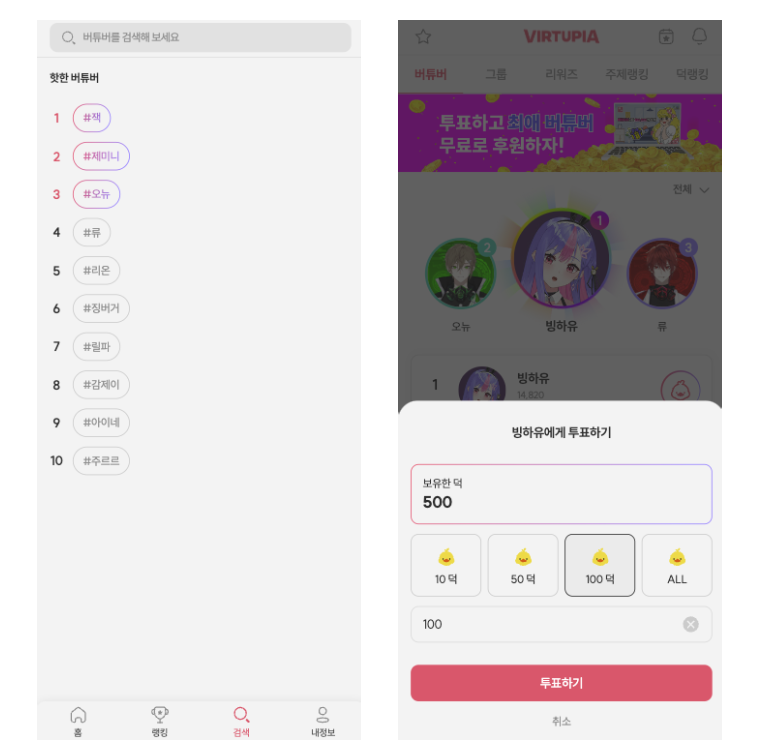 버튜버를 검색해 보세요
핫한 버튜버
1 #잭
2 #제미니
3 #오뉴
4 #류
5 #리온
6 #징버거
7 #릴파
8 #감제이
9 #아이네
10 #주르르
홈 랭킹 검색 내정보
VIRTUPIA
버튜버 그룹 리워즈 주제랭킹 덕랭킹
투표하고 최애 버튜버
무료로 후원하자!
전체
2 1 3
오뉴 빙하유 류
1 빙하유
14,820
빙하유에게 투표하기
보유한 덕
500
10 덕 50 덕 100 덕 ALL
100
투표하기
취소